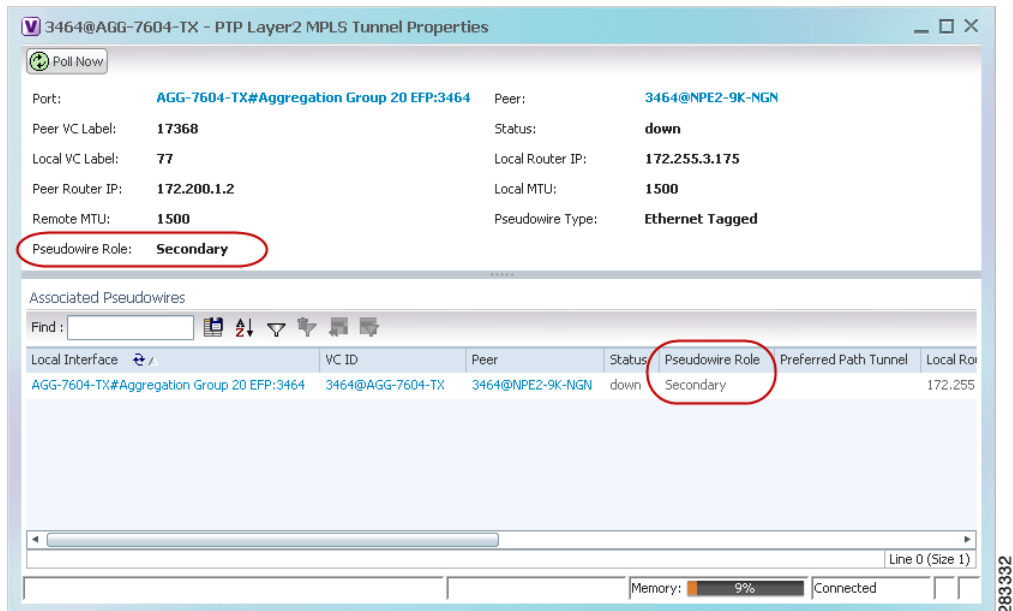 3464@AGG-7604-TX - PTP Layer2 MPLS Tunnel Properties
Poll Now
Port: AGG-7604-TX#Aggregation Group 20 EFP:3464 Peer: 3464@NPE2-9K-NGN
Peer VC Label: 17368 Status: down
Local VC Label: 77 Local Router IP: 172.255.3.175
Peer Router IP: 172.200.1.2 Local MTU: 1500
Remote MTU: 1500 Pseudowire Type: Ethernet Tagged
Pseudowire Role: Secondary
Associated Pseudowires
Find :
Local Interface VC ID Peer Status Pseudowire Role Preferred Path Tunnel Local Rou
AGG-7604-TX#Aggregation Group 20 EFP:3464 3464@AGG-7604-TX 3464@NPE2-9K-NGN down Secondary 172.255
Line 0 (Size 1)
Memory: 9% Connected
283332